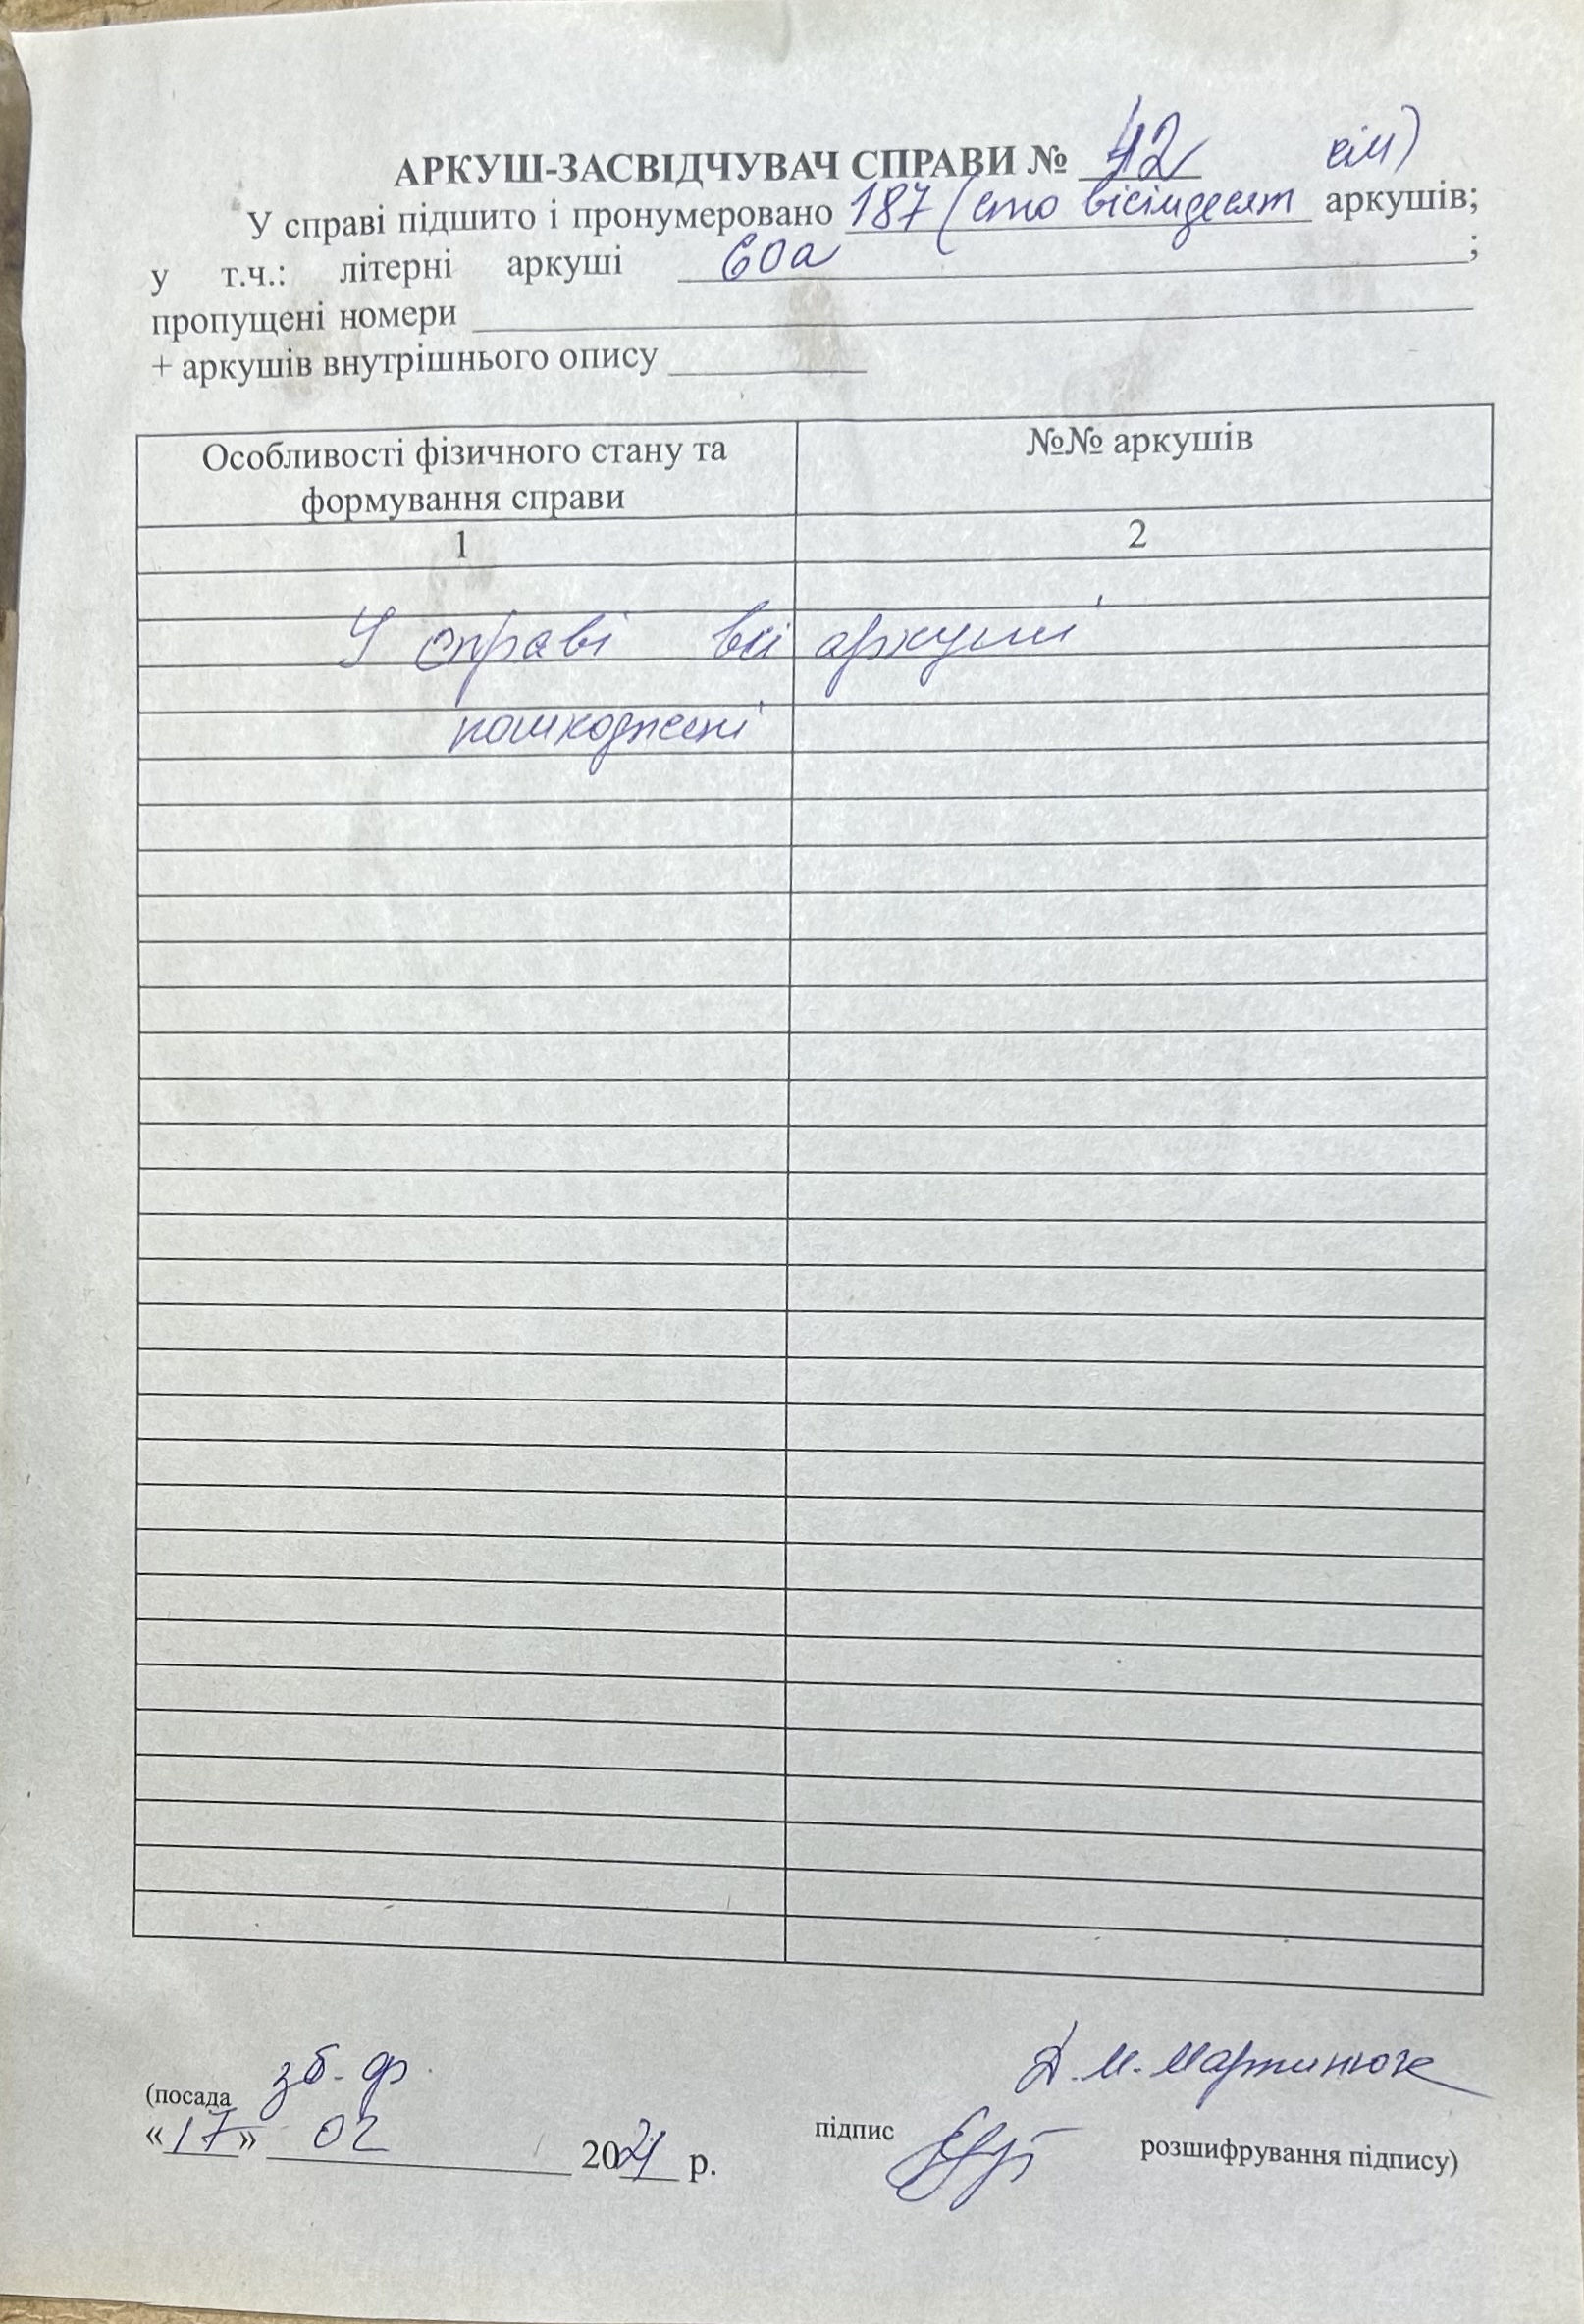 АРКУШ-ЗАСВІДЧУВАЧ СПРАВИ № 42
У справі підшито і пронумеровано 187 (сто вісімдесят сім) аркушів;
у т.ч.: літерні аркуші 60а ;
пропущені номери
+ аркушів внутрішнього опису
Особливості фізичного стану та
формування справи
№№ аркушів
1
2
У справі всі аркуші
пошкоджені
зб. ф.
Д. М. Мартинюк
(посада
«17» 02 2021 р.
підпис
розшифрування підпису)